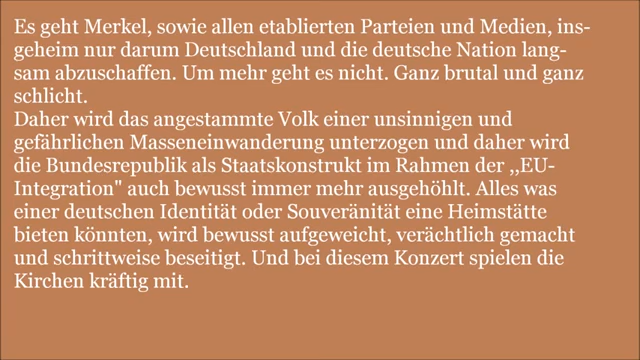 Es geht Merkel, sowie allen etablierten Parteien und Medien, ins-
geheim nur darum Deutschland und die deutsche Nation lang-
sam abzuschaffen. Um mehr geht es nicht. Ganz brutal und ganz
schlicht.
Daher wird das angestammte Volk einer unsinnigen und
gefährlichen Masseneinwanderung unterzogen und daher wird
die Bundesrepublik als Staatskonstrukt im Rahmen der ,,EU-
Integration" auch bewusst immer mehr ausgehöhlt. Alles was
einer deutschen Identität oder Souveränität eine Heimstätte
bieten könnten, wird bewusst aufgeweicht, verächtlich gemacht
und schrittweise beseitigt. Und bei diesem Konzert spielen die
Kirchen kräftig mit.